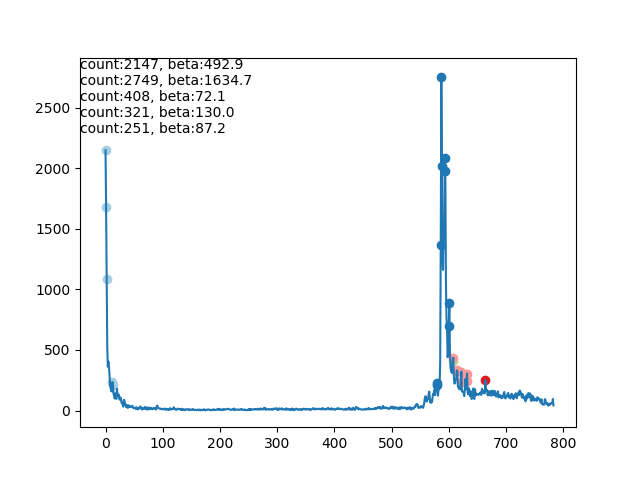 count:2147, beta:492.9
count:2749, beta:1634.7
count:408, beta:72.1
count:321, beta:130.0
count:251, beta:87.2
2500
2000
1500
1000
500
0
0 100 200 300 400 500 600 700 800